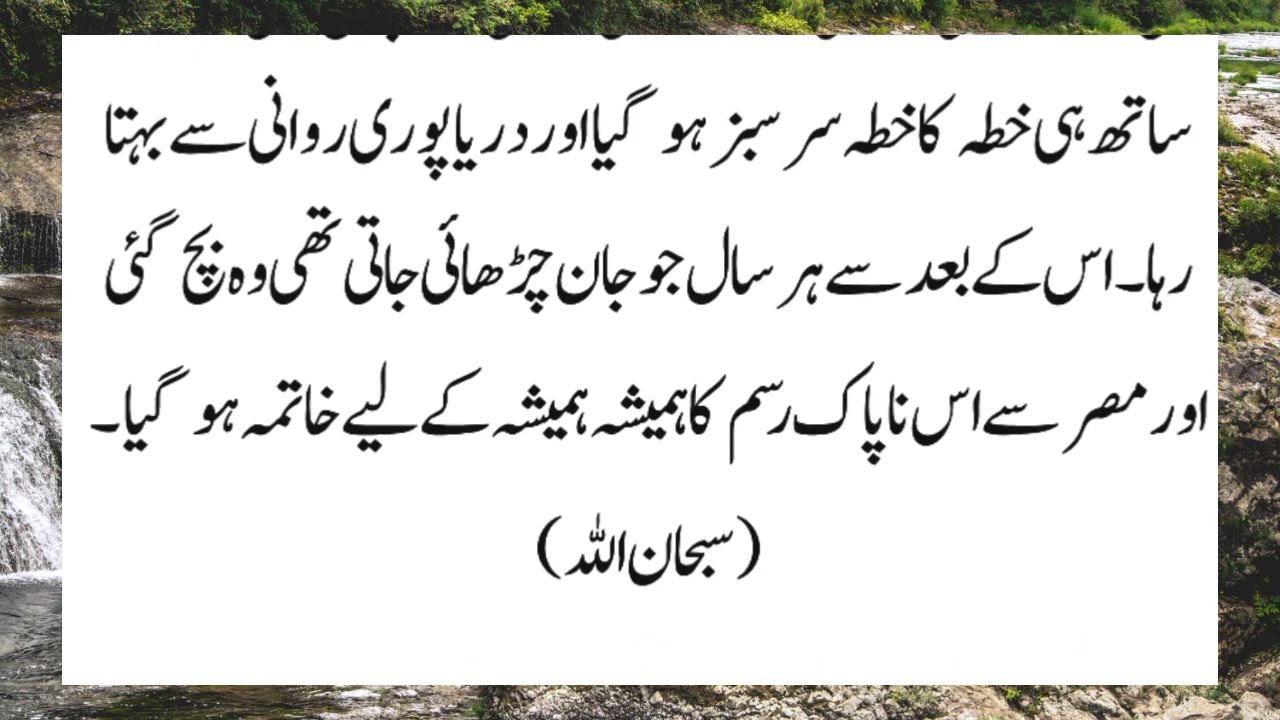 ساتھ ہی خطہ کا خطہ سر سبز ہو گیا اور دریا پوری روانی سے بہتا
رہا۔ اس کے بعد سے ہر سال جو جان چڑھائی جاتی تھی وہ بچ گئی
اور مصر سے اس ناپاک رسم کا ہمیشہ ہمیشہ کے لیے خاتمہ ہو گیا۔
(سبحان اللہ)